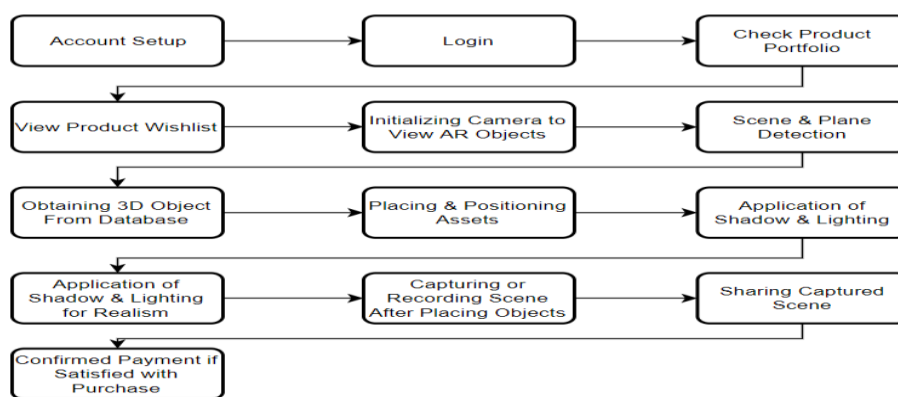 Account Setup
Login
Check Product
Portfolio
View Product Wishlist
Initializing Camera to
View AR Objects
Scene & Plane
Detection
Obtaining 3D Object
From Database
Placing & Positioning
Assets
Application of
Shadow & Lighting
Application of
Shadow & Lighting
for Realism
Capturing or
Recording Scene
After Placing Objects
Sharing Captured
Scene
Confirmed Payment if
Satisfied with
Purchase